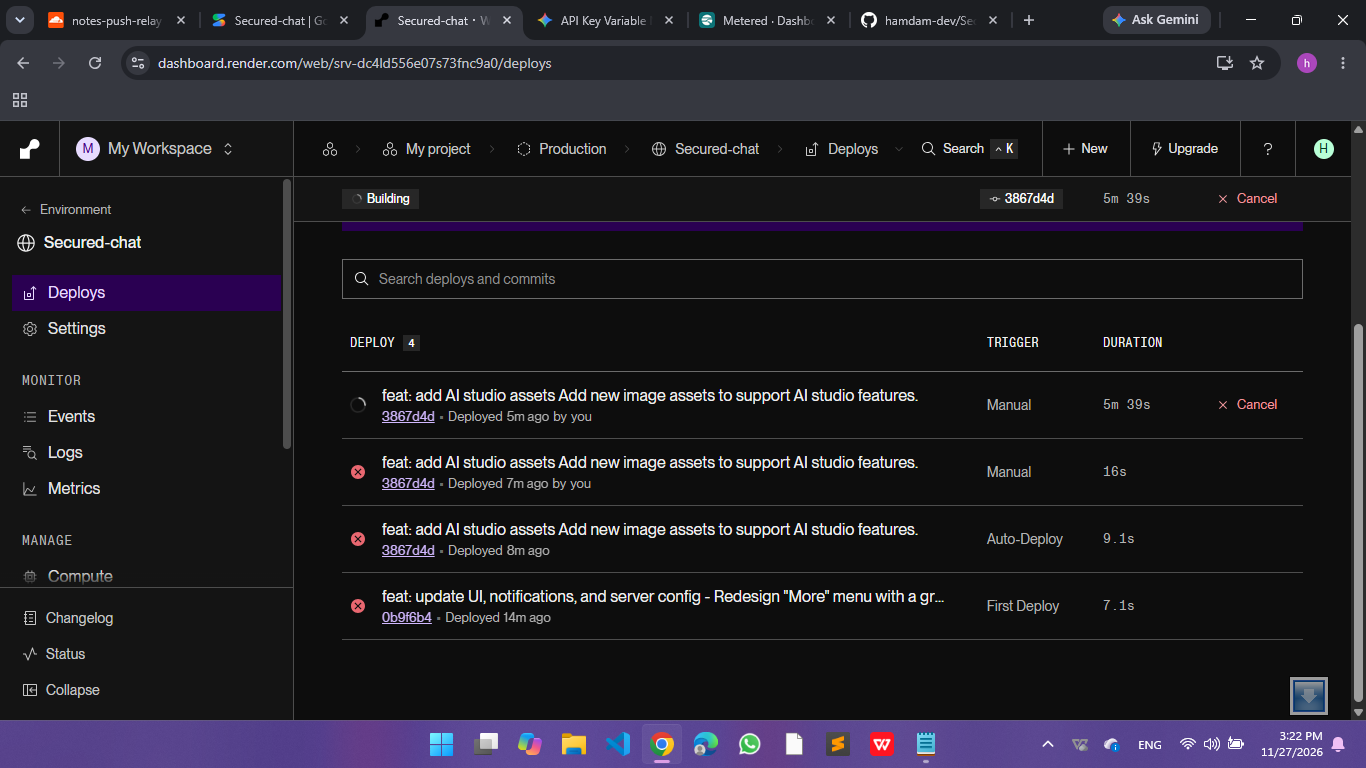 notes-push-relay
Secured-chat | Go
Secured-chat · W
API Key Variable
Metered · Dashbo
hamdam-dev/Sec
Ask Gemini
dashboard.render.com/web/srv-dc4ld556e07s73fnc9a0/deploys
h
M My Workspace
My project
Production
Secured-chat
Deploys
Search ^ K
+ New
Upgrade
?
H
Environment
Secured-chat
Deploys
Settings
MONITOR
Events
Logs
Metrics
MANAGE
Compute
Changelog
Status
Collapse
Building 3867d4d 5m 39s Cancel
Search deploys and commits
DEPLOY 4 TRIGGER DURATION
feat: add AI studio assets Add new image assets to support AI studio features.
3867d4d • Deployed 5m ago by you
Manual 5m 39s Cancel
feat: add AI studio assets Add new image assets to support AI studio features.
3867d4d • Deployed 7m ago by you
Manual 16s
feat: add AI studio assets Add new image assets to support AI studio features.
3867d4d • Deployed 8m ago
Auto-Deploy 9.1s
feat: update UI, notifications, and server config - Redesign "More" menu with a gr...
0b9f6b4 • Deployed 14m ago
First Deploy 7.1s
ENG
3:22 PM
11/27/2026